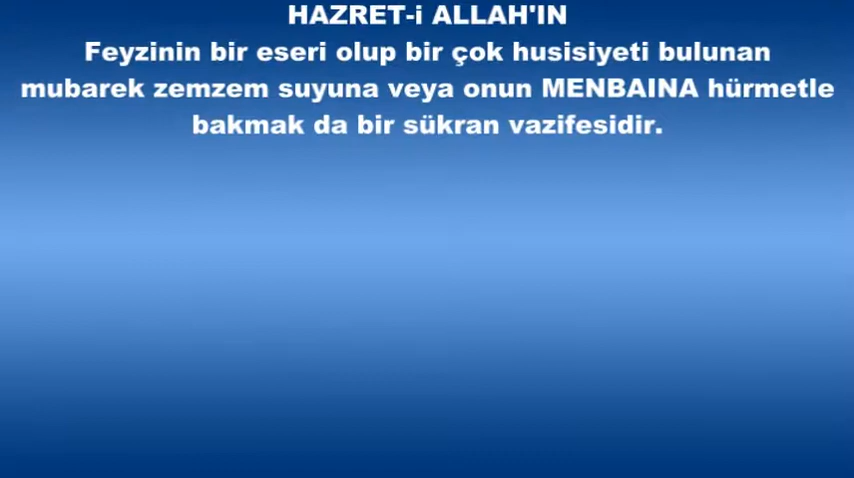 HAZRET-i ALLAH'IN
Feyzinin bir eseri olup bir çok husisiyeti bulunan
mubarek zemzem suyuna veya onun MENBAINA hürmetle
bakmak da bir sükran vazifesidir.